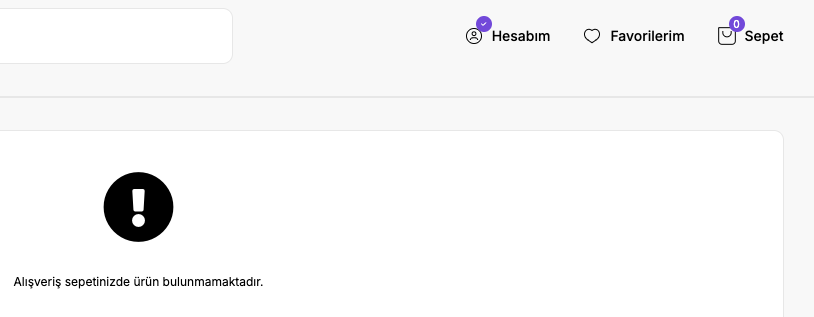 Hesabım
Favorilerim
0
Sepet
Alışveriş sepetinizde ürün bulunmamaktadır.